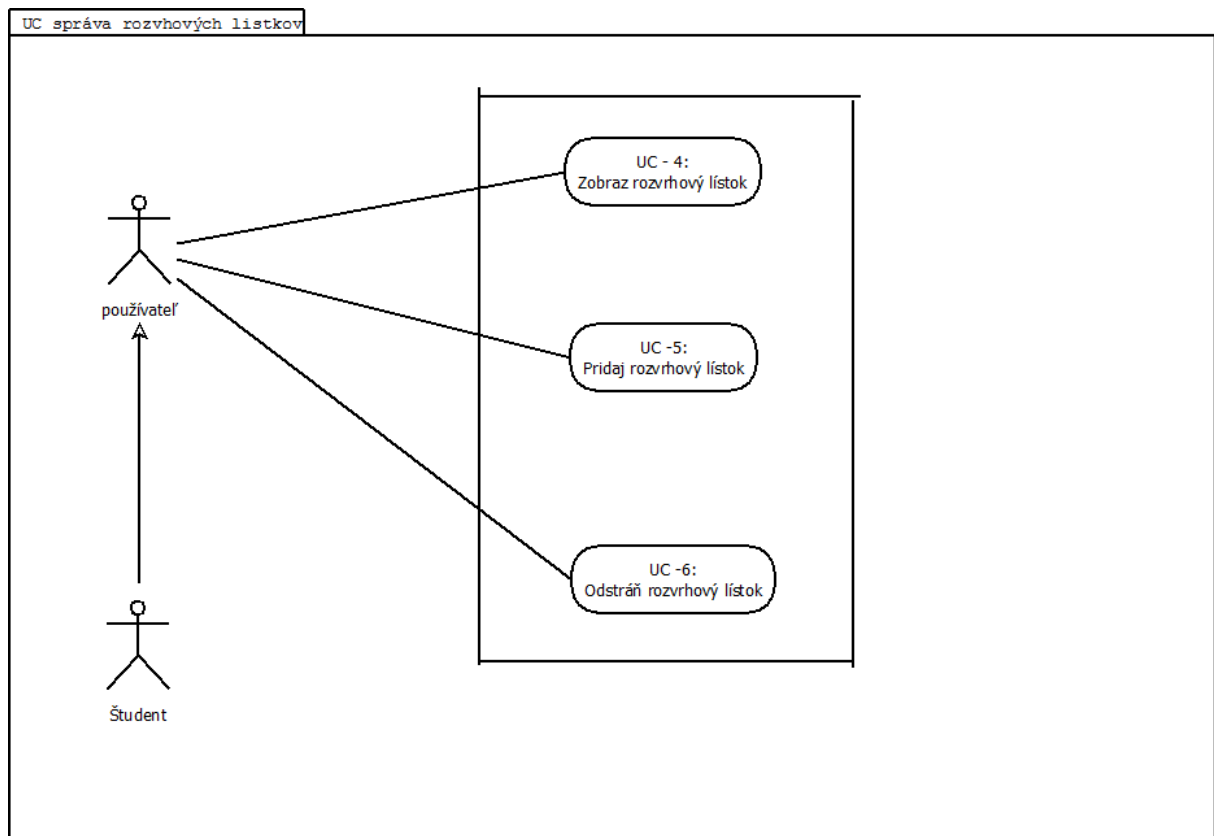 UC správa rozvhových lístkov
UC - 4:
Zobraz rozvrhový lístok
používateľ
UC -5:
Pridaj rozvrhový lístok
UC -6:
Odstráň rozvrhový lístok
Študent